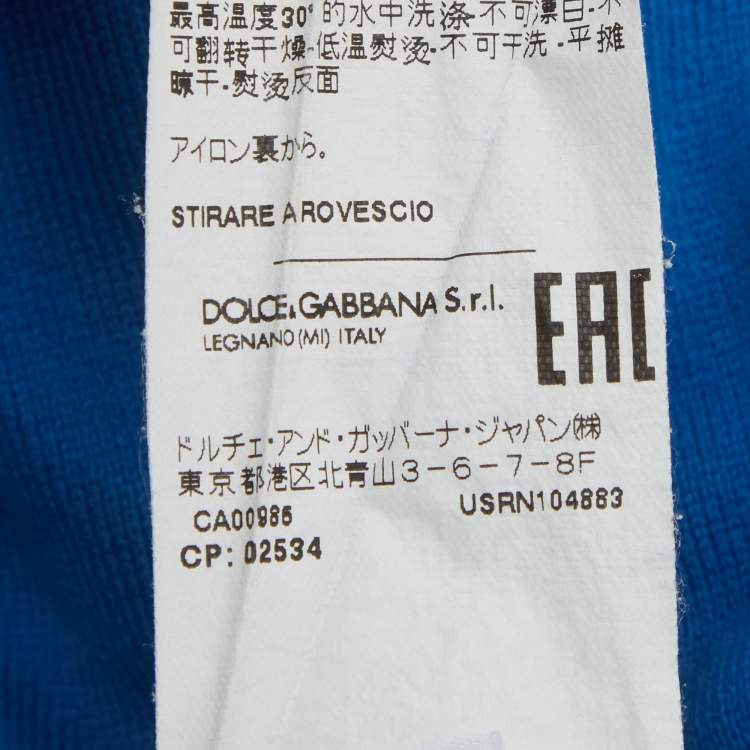 最高温度30°的水中洗涤-不可漂白-不
可翻转干燥-低温熨烫-不可干洗-平摊
晾干-熨烫反面
アイロン裏から。
STIRARE A ROVESCIO
DOLCE&GABBANA S.r.l.
LEGNANO (MI) ITALY
EAC
ドルチェ・アンド・ガッバーナ・ジャパン㈱
東京都港区北青山3-6-7-8F
CA00986 USRN104883
CP: 02534